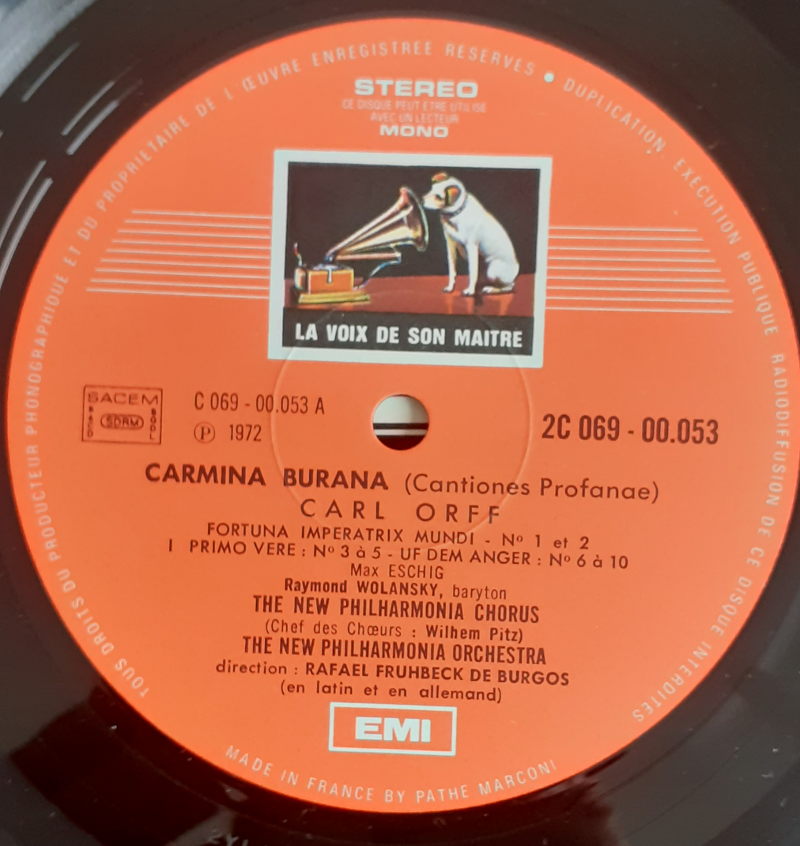 TOUS DROITS DU PRODUCTEUR PHONOGRAPHIQUE ET DU PROPRIETAIRE DE L'ŒUVRE ENREGISTREE RESERVES • DUPLICATION EXECUTION PUBLIQUE RADIODIFFUSION DE CE DISQUE INTERDITES
STEREO
CE DISQUE PEUT ETRE UTILISE
AVEC UN LECTEUR
MONO
LA VOIX DE SON MAITRE
SACEM
SACD
SDRM
SGDL
C 069 - 00.053 A
Ⓟ 1972
2C 069 - 00.053
CARMINA BURANA (Cantiones Profanae)
CARL ORFF
FORTUNA IMPERATRIX MUNDI - Nº 1 et 2
I PRIMO VERE : Nº 3 à 5 - UF DEM ANGER : Nº 6 à 10
Max ESCHIG
Raymond WOLANSKY, baryton
THE NEW PHILHARMONIA CHORUS
(Chef des Chœurs : Wilhem Pitz)
THE NEW PHILHARMONIA ORCHESTRA
direction : RAFAEL FRUHBECK DE BURGOS
(en latin et en allemand)
EMI
MADE IN FRANCE BY PATHE MARCONI